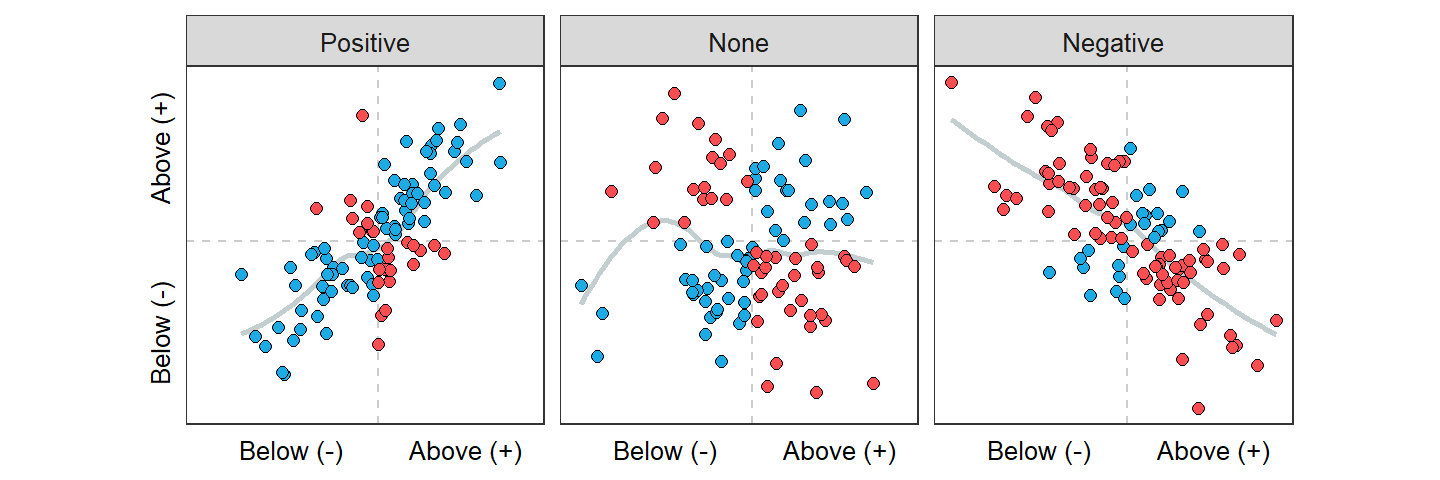 Positive
None
Negative
Above (+)
Below (-)
Below (-)
Above (+)
Below (-)
Above (+)
Below (-)
Above (+)